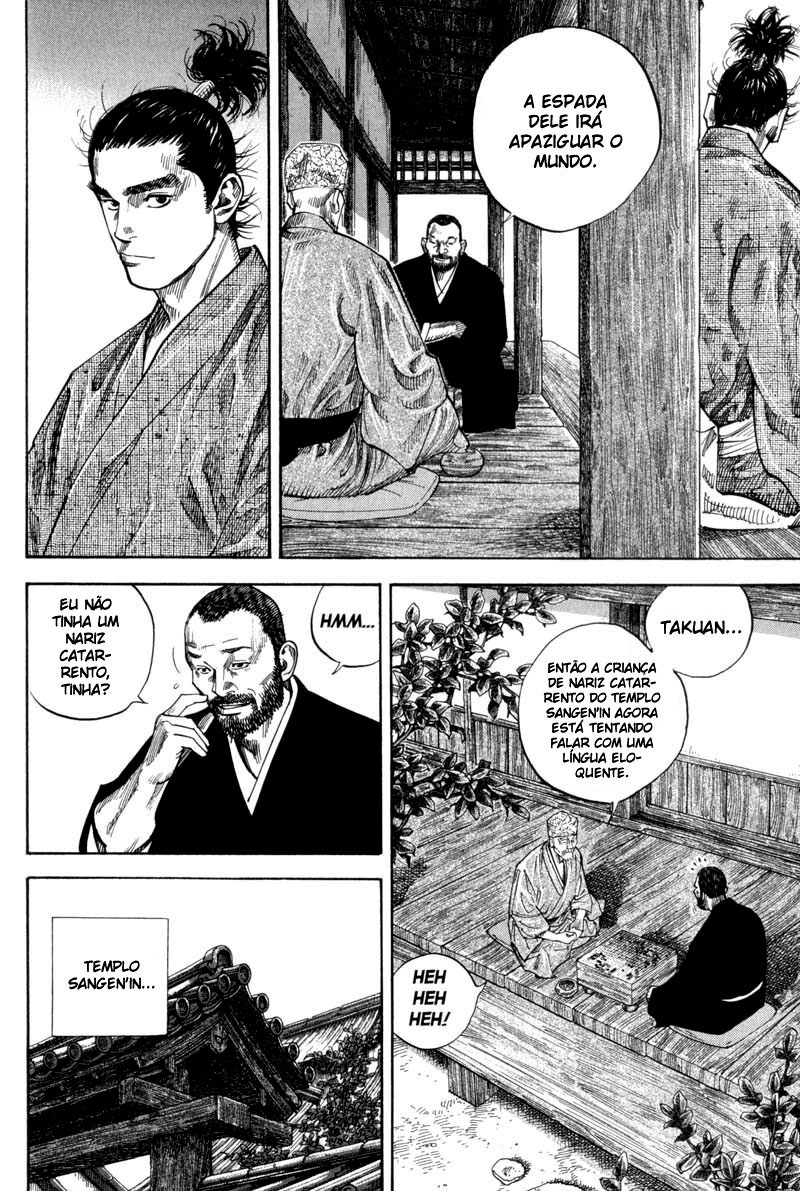 A ESPADA
DELE IRÁ
APAZIGUAR O
MUNDO.
TAKUAN...
ENTÃO A CRIANÇA
DE NARIZ CATAR-
RENTO DO TEMPLO
SANGEN'IN AGORA
ESTÁ TENTANDO
FALAR COM UMA
LÍNGUA ELO-
QUENTE.
HEH
HEH
HEH!
HMM...
EU NÃO
TINHA UM
NARIZ
CATAR-
RENTO,
TINHA?
TEMPLO
SANGEN'IN...